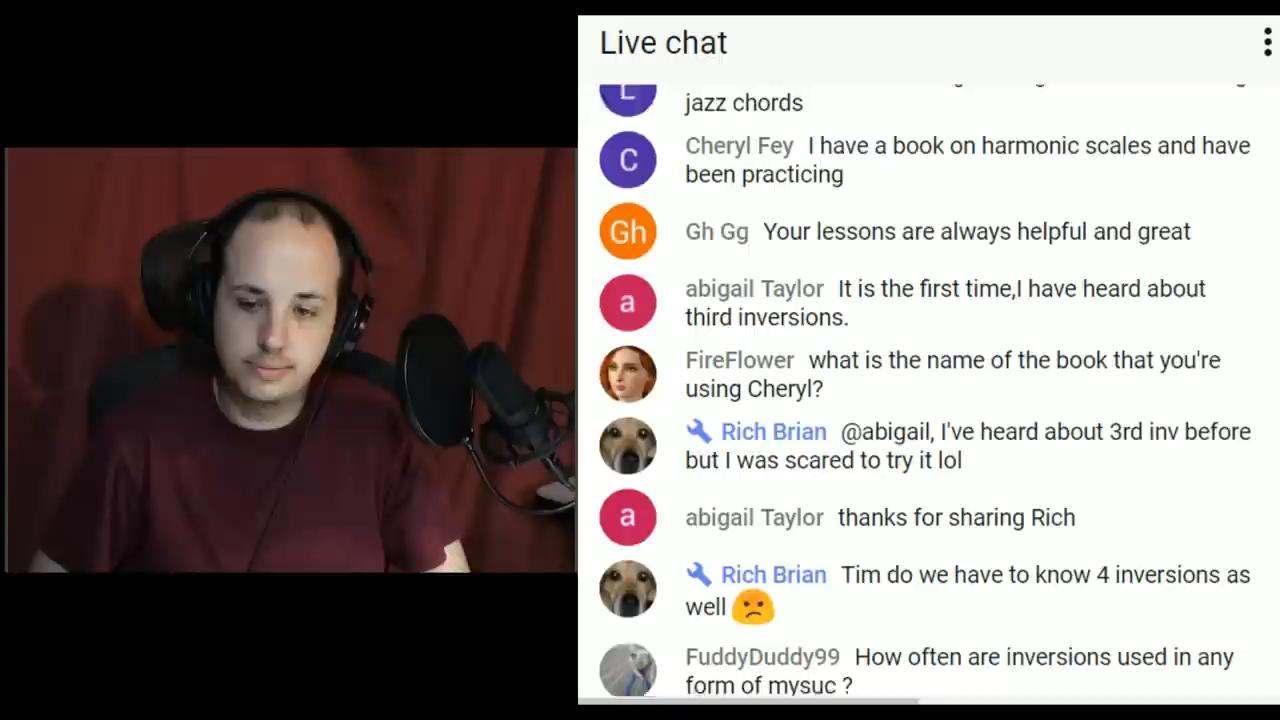 Live chat
L
jazz chords
C
Cheryl Fey I have a book on harmonic scales and have
been practicing
Gh
Gh Gg Your lessons are always helpful and great
a
abigail Taylor It is the first time,I have heard about
third inversions.
FireFlower what is the name of the book that you're
using Cheryl?
Rich Brian @abigail, I've heard about 3rd inv before
but I was scared to try it lol
a
abigail Taylor thanks for sharing Rich
Rich Brian Tim do we have to know 4 inversions as
well
FuddyDuddy99 How often are inversions used in any
form of mysuc ?